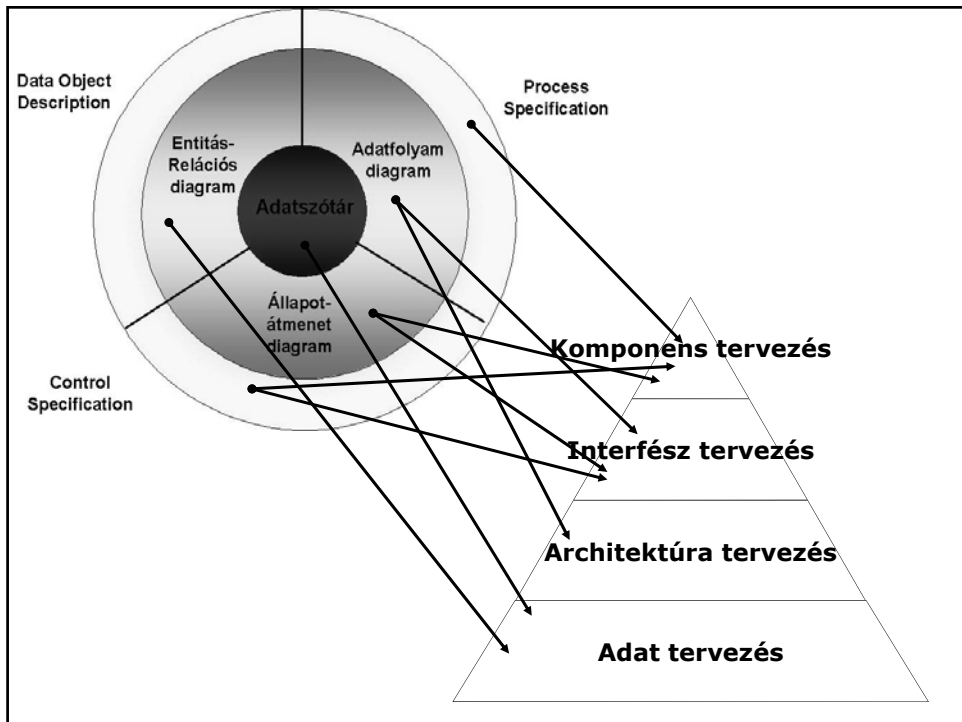 Data Object
Description
Process
Specification
Entitás-
Relációs
diagram
Adatfolyam
diagram
Adatszótár
Állapot-
átmenet
diagram
Control
Specification
Komponens tervezés
Interfész tervezés
Architektúra tervezés
Adat tervezés